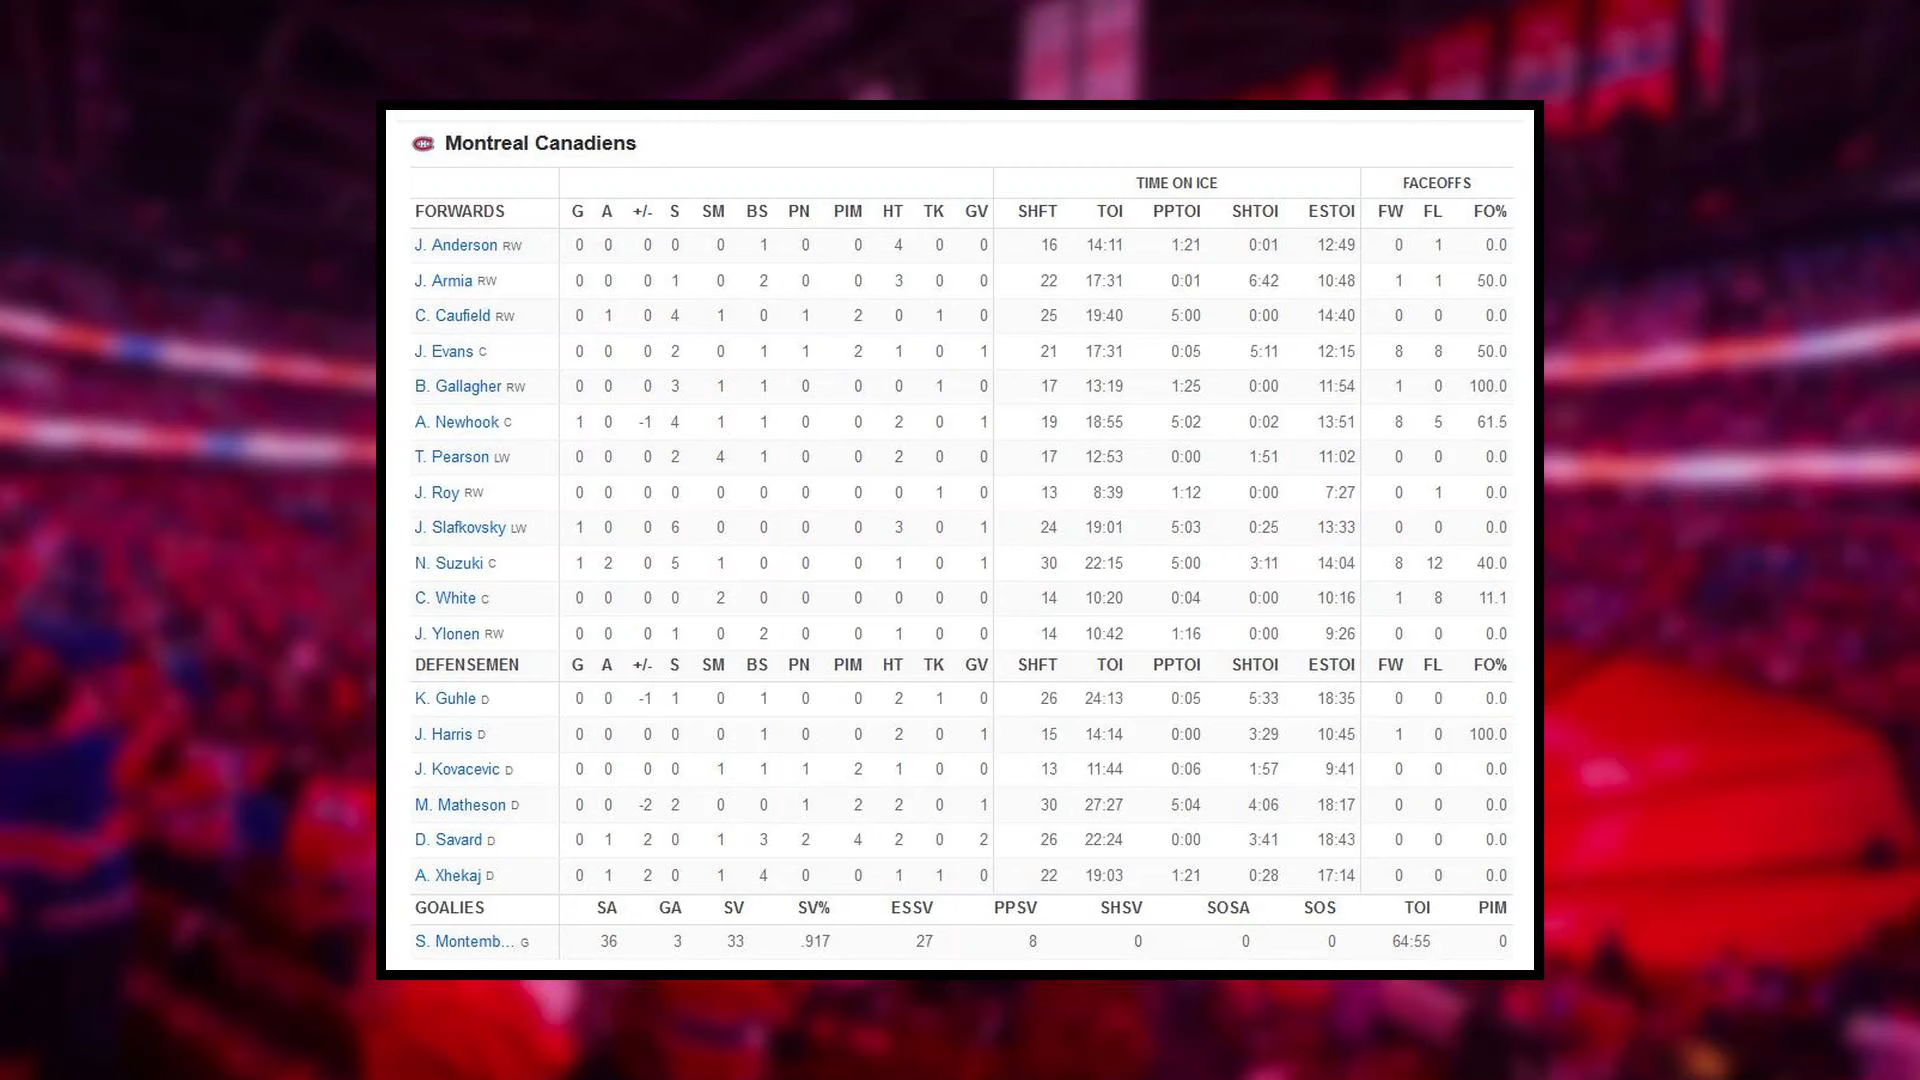 Montreal Canadiens
TIME ON ICE FACEOFFS
FORWARDS G A +/- S SM BS PN PIM HT TK GV SHFT TOI PPTOI SHTOI ESTOI FW FL FO%
J. Anderson RW 0 0 0 0 0 1 0 0 4 0 0 16 14:11 1:21 0:01 12:49 0 1 0.0
J. Armia RW 0 0 0 1 0 2 0 0 3 0 0 22 17:31 0:01 6:42 10:48 1 1 50.0
C. Caufield RW 0 1 0 4 1 0 1 2 0 1 0 25 19:40 5:00 0:00 14:40 0 0 0.0
J. Evans C 0 0 0 2 0 1 1 2 1 0 1 21 17:31 0:05 5:11 12:15 8 8 50.0
B. Gallagher RW 0 0 0 3 1 1 0 0 0 1 0 17 13:19 1:25 0:00 11:54 1 0 100.0
A. Newhook C 1 0 -1 4 1 1 0 0 2 0 1 19 18:55 5:02 0:02 13:51 8 5 61.5
T. Pearson LW 0 0 0 2 4 1 0 0 2 0 0 17 12:53 0:00 1:51 11:02 0 0 0.0
J. Roy RW 0 0 0 0 0 0 0 0 0 1 0 13 8:39 1:12 0:00 7:27 0 1 0.0
J. Slafkovsky LW 1 0 0 6 0 0 0 0 3 0 1 24 19:01 5:03 0:25 13:33 0 0 0.0
N. Suzuki C 1 2 0 5 1 0 0 0 1 0 1 30 22:15 5:00 3:11 14:04 8 12 40.0
C. White C 0 0 0 0 2 0 0 0 0 0 0 14 10:20 0:04 0:00 10:16 1 8 11.1
J. Ylonen RW 0 0 0 1 0 2 0 0 1 0 0 14 10:42 1:16 0:00 9:26 0 0 0.0
DEFENSEMEN G A +/- S SM BS PN PIM HT TK GV SHFT TOI PPTOI SHTOI ESTOI FW FL FO%
K. Guhle D 0 0 -1 1 0 1 0 0 2 1 0 26 24:13 0:05 5:33 18:35 0 0 0.0
J. Harris D 0 0 0 0 0 1 0 0 2 0 1 15 14:14 0:00 3:29 10:45 1 0 100.0
J. Kovacevic D 0 0 0 0 1 1 1 2 1 0 0 13 11:44 0:06 1:57 9:41 0 0 0.0
M. Matheson D 0 0 -2 2 0 0 1 2 2 0 1 30 27:27 5:04 4:06 18:17 0 0 0.0
D. Savard D 0 1 2 0 1 3 2 4 2 0 2 26 22:24 0:00 3:41 18:43 0 0 0.0
A. Xhekaj D 0 1 2 0 1 4 0 0 1 1 0 22 19:03 1:21 0:28 17:14 0 0 0.0
GOALIES SA GA SV SV% ESSV PPSV SHSV SOSA SOS TOI PIM
S. Montemb... G 36 3 33 .917 27 8 0 0 0 64:55 0